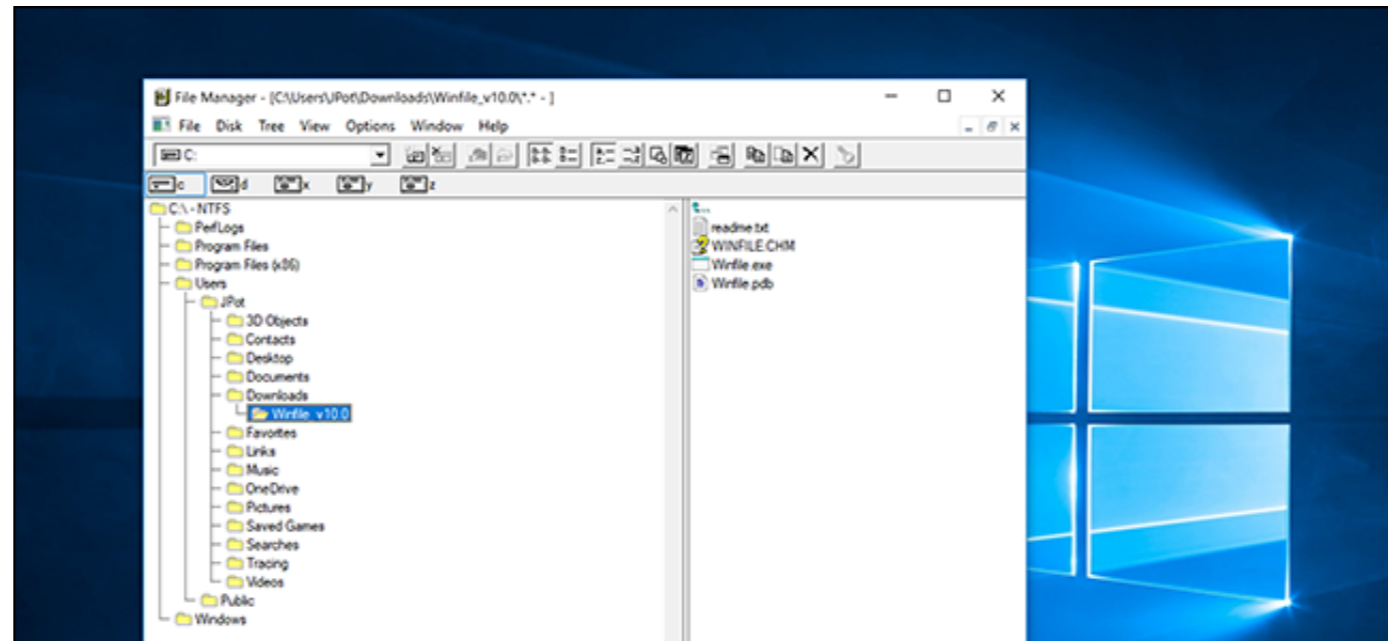 File Manager - [C:\Users\JPot\Downloads\Winfile_v10.0\*.* - ]
File Disk Tree View Options Window Help
C:
c d x y z
C:\ - NTFS
PerfLogs
Program Files
Program Files (x86)
Users
JPot
3D Objects
Contacts
Desktop
Documents
Downloads
Winfile_v10.0
Favorites
Links
Music
OneDrive
Pictures
Saved Games
Searches
Tracing
Videos
Public
Windows
..
readme.txt
WINFILE.CHM
Winfile.exe
Winfile.pdb